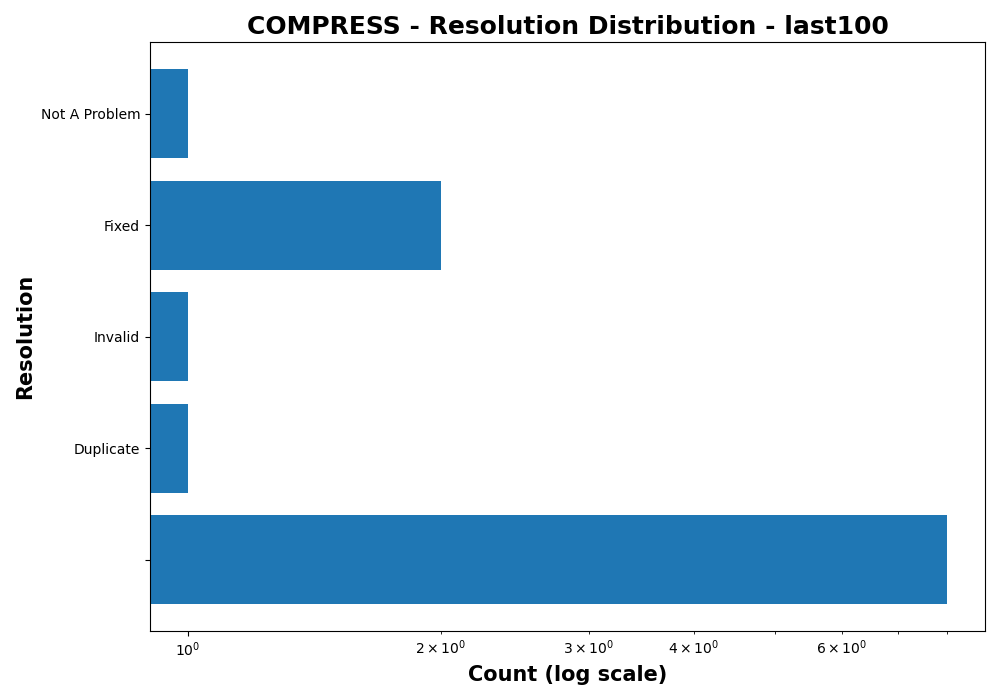 COMPRESS - Resolution Distribution - last100
Not A Problem
Fixed
Invalid
Duplicate
Resolution
10⁰ 2 × 10⁰ 3 × 10⁰ 4 × 10⁰ 6 × 10⁰
Count (log scale)